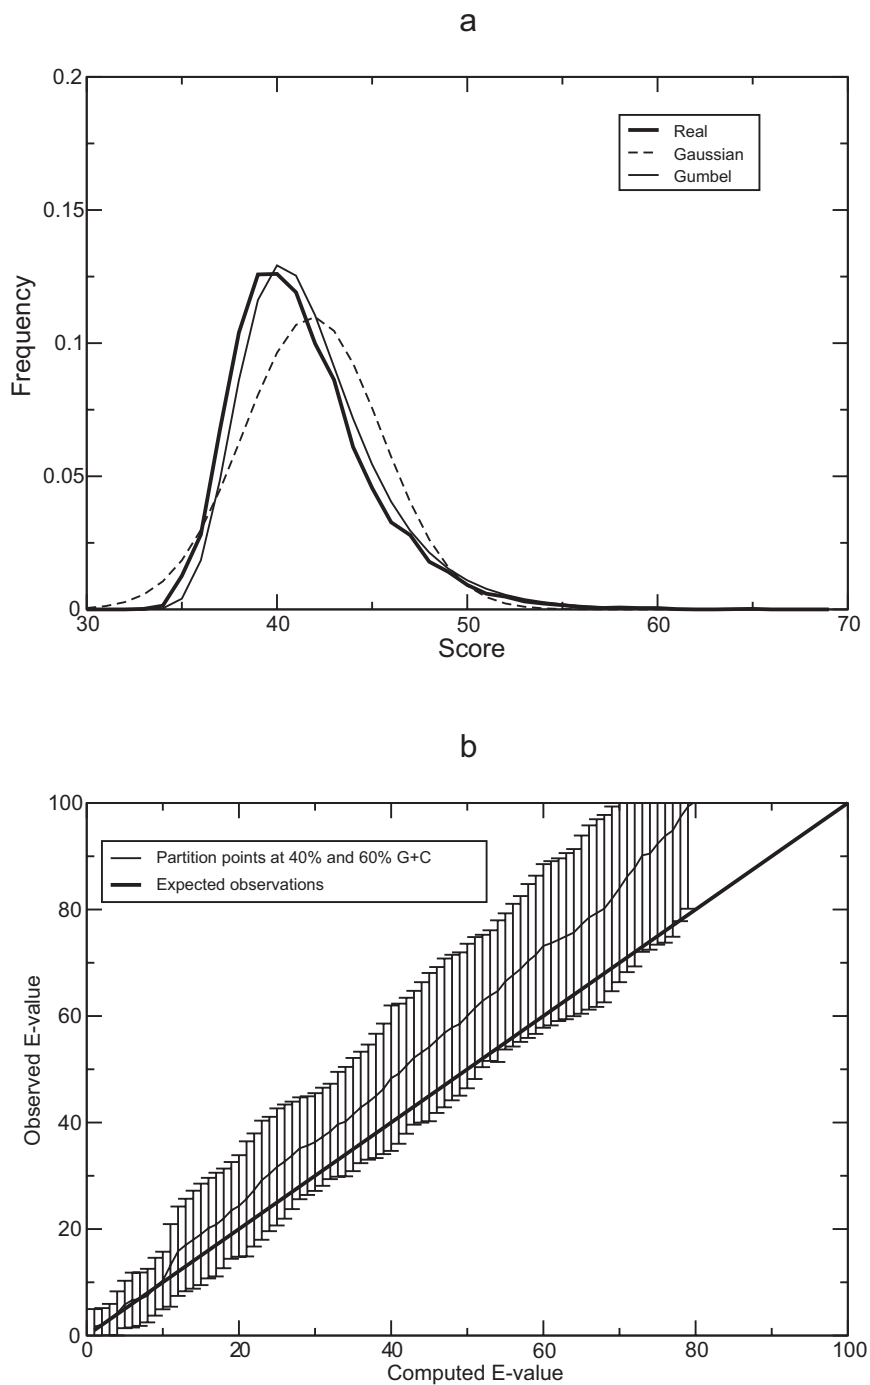 a
0.2
Real
Gaussian
Gumbel
0.15
Frequency
0.1
0.05
0
30 40 50 60 70
Score
b
100
Partition points at 40% and 60% G+C
Expected observations
80
Observed E-value
60
40
20
0
0 20 40 60 80 100
Computed E-value